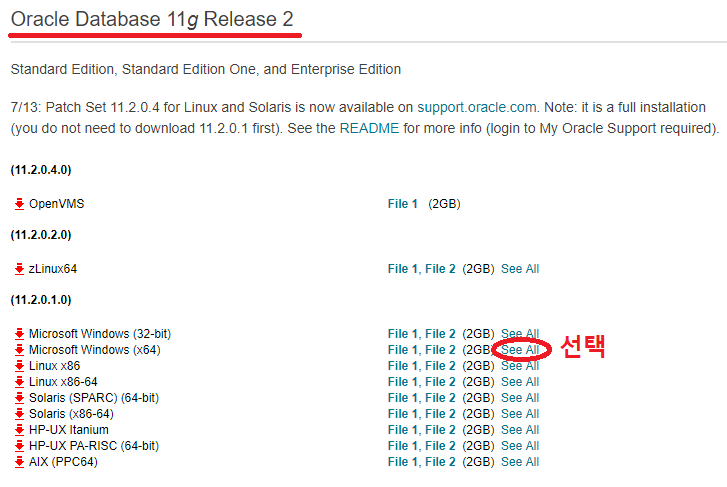 Oracle Database 11g Release 2
Standard Edition, Standard Edition One, and Enterprise Edition
7/13: Patch Set 11.2.0.4 for Linux and Solaris is now available on support.oracle.com. Note: it is a full installation
(you do not need to download 11.2.0.1 first). See the README for more info (login to My Oracle Support required).
(11.2.0.4.0)
OpenVMS File 1 (2GB)
(11.2.0.2.0)
zLinux64 File 1, File 2 (2GB) See All
(11.2.0.1.0)
Microsoft Windows (32-bit) File 1, File 2 (2GB) See All
Microsoft Windows (x64) File 1, File 2 (2GB) See All 선택
Linux x86 File 1, File 2 (2GB) See All
Linux x86-64 File 1, File 2 (2GB) See All
Solaris (SPARC) (64-bit) File 1, File 2 (2GB) See All
Solaris (x86-64) File 1, File 2 (2GB) See All
HP-UX Itanium File 1, File 2 (2GB) See All
HP-UX PA-RISC (64-bit) File 1, File 2 (2GB) See All
AIX (PPC64) File 1, File 2 (2GB) See All